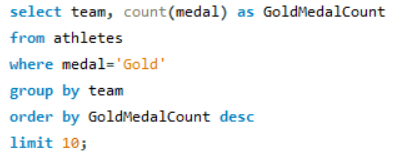 select team, count(medal) as GoldMedalCount
from athletes
where medal='Gold'
group by team
order by GoldMedalCount desc
limit 10;